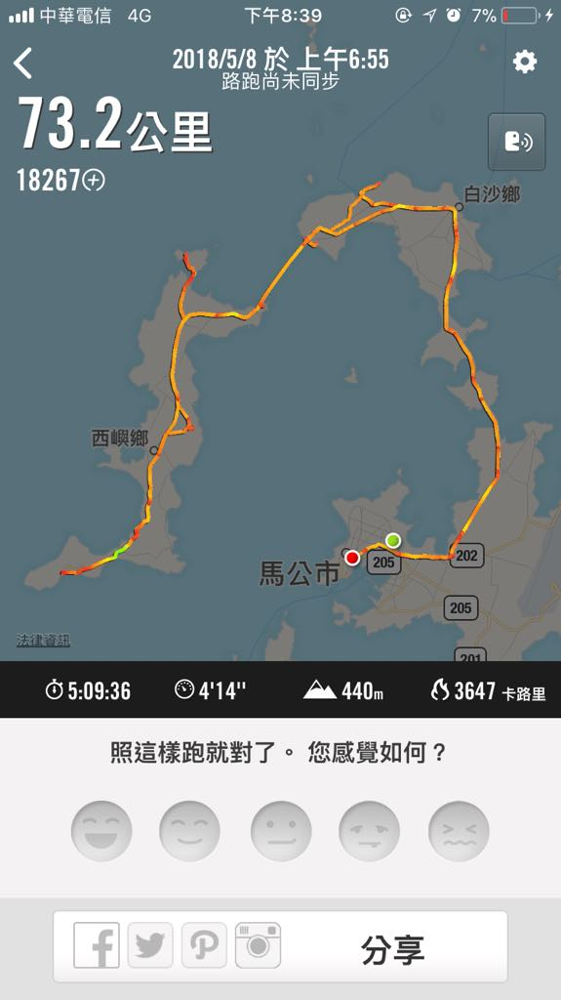 中華電信 4G 下午8:39 7%
2018/5/8 於 上午6:55
路跑尚未同步
73.2公里
18267
白沙鄉
西嶼鄉
馬公市
205
202
205
201
法律資訊
5:09:36 4'14" 440m 3647 卡路里
照這樣跑就對了。 您感覺如何？
分享